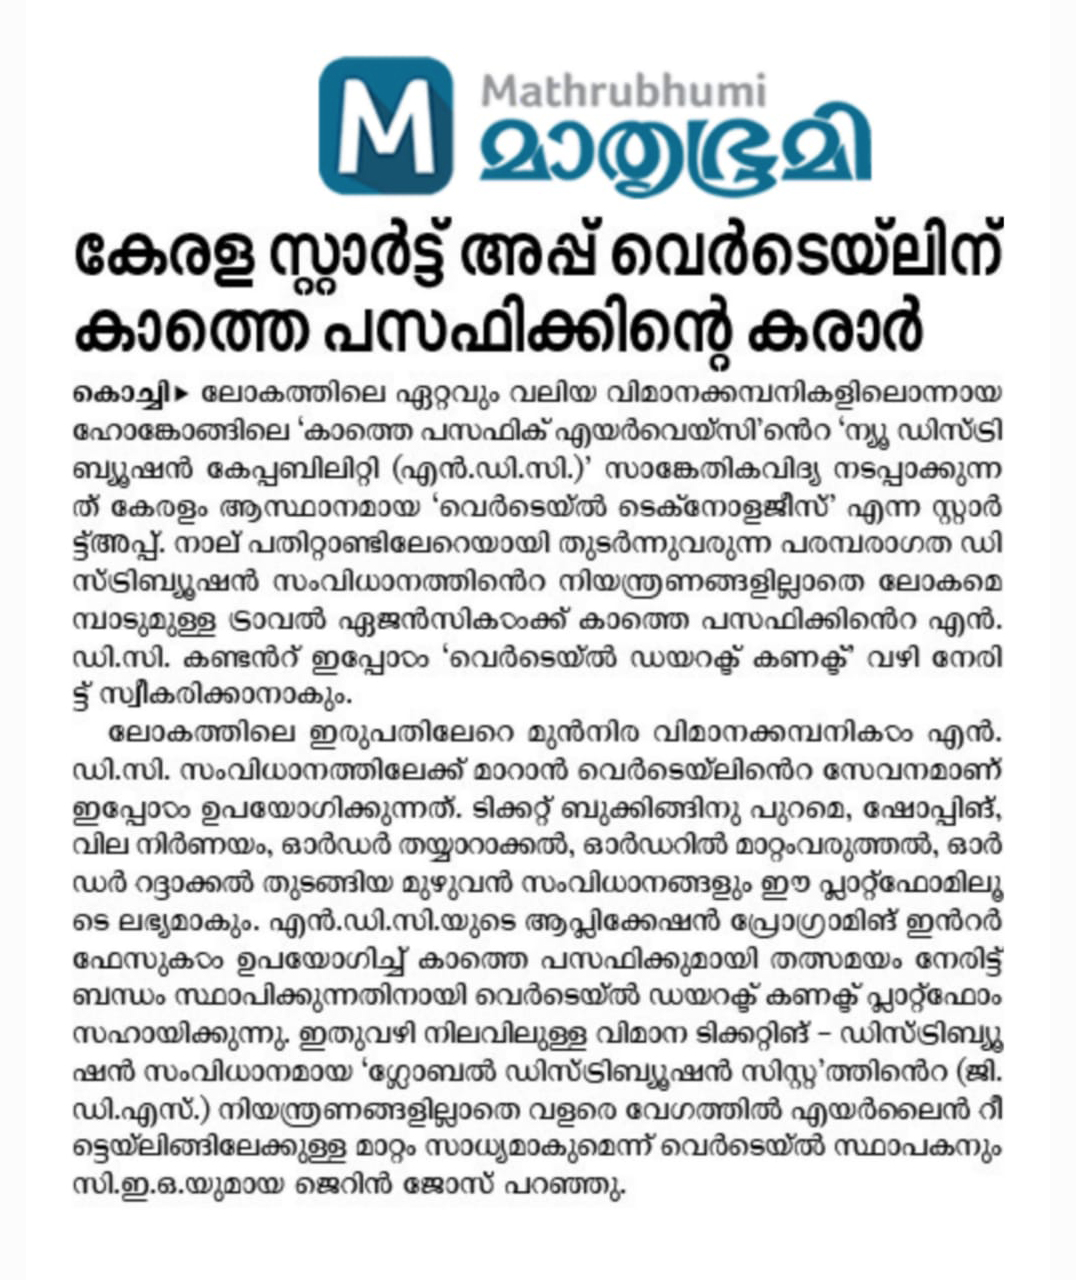 M
Mathrubhumi
മാതൃഭൂമി
കേരള സ്റ്റാർട്ട് അപ്പ് വെർടെയ്‌ലിന്
കാത്തെ പസഫിക്കിന്റെ കരാർ
കൊച്ചി▸ ലോകത്തിലെ ഏറ്റവും വലിയ വിമാനക്കമ്പനികളിലൊന്നായ
ഹോങ്കോങ്ങിലെ ‘കാത്തെ പസഫിക് എയർവെയ്‌സി’ൻെറ ‘ന്യൂ ഡിസ്ട്രി
ബ്യൂഷൻ കേപ്പബിലിറ്റി (എൻ.ഡി.സി.)’ സാങ്കേതികവിദ്യ നടപ്പാക്കുന്ന
ത് കേരളം ആസ്ഥാനമായ ‘വെർടെയ്ൽ ടെക്നോളജീസ്’ എന്ന സ്റ്റാർ
ട്ട്അപ്പ്. നാല് പതിറ്റാണ്ടിലേറെയായി തുടർന്നുവരുന്ന പരമ്പരാഗത ഡി
സ്ട്രിബ്യൂഷൻ സംവിധാനത്തിൻെറ നിയന്ത്രണങ്ങളില്ലാതെ ലോകമെ
മ്പാടുമുള്ള ട്രാവൽ ഏജൻസികൾക്ക് കാത്തെ പസഫിക്കിൻെറ എൻ.
ഡി.സി. കണ്ടൻറ് ഇപ്പോൾ ‘വെർടെയ്ൽ ഡയറക്ട് കണക്ട്’ വഴി നേരി
ട്ട് സ്വീകരിക്കാനാകും.
ലോകത്തിലെ ഇരുപതിലേറെ മുൻനിര വിമാനക്കമ്പനികൾ എൻ.
ഡി.സി. സംവിധാനത്തിലേക്ക് മാറാൻ വെർടെയ്‌ലിൻെറ സേവനമാണ്
ഇപ്പോൾ ഉപയോഗിക്കുന്നത്. ടിക്കറ്റ് ബുക്കിങ്ങിനു പുറമെ, ഷോപ്പിങ്,
വില നിർണയം, ഓർഡർ തയ്യാറാക്കൽ, ഓർഡറിൽ മാറ്റംവരുത്തൽ, ഓർ
ഡർ റദ്ദാക്കൽ തുടങ്ങിയ മുഴുവൻ സംവിധാനങ്ങളും ഈ പ്ലാറ്റ്ഫോമിലൂ
ടെ ലഭ്യമാകും. എൻ.ഡി.സി.യുടെ ആപ്ലിക്കേഷൻ പ്രോഗ്രാമിങ് ഇൻറർ
ഫേസുകൾ ഉപയോഗിച്ച് കാത്തെ പസഫിക്കുമായി തത്സമയം നേരിട്ട്
ബന്ധം സ്ഥാപിക്കുന്നതിനായി വെർടെയ്ൽ ഡയറക്ട് കണക്ട് പ്ലാറ്റ്ഫോം
സഹായിക്കുന്നു. ഇതുവഴി നിലവിലുള്ള വിമാന ടിക്കറ്റിങ് – ഡിസ്ട്രിബ്യൂ
ഷൻ സംവിധാനമായ ‘ഗ്ലോബൽ ഡിസ്ട്രിബ്യൂഷൻ സിസ്റ്റ’ത്തിൻെറ (ജി.
ഡി.എസ്.) നിയന്ത്രണങ്ങളില്ലാതെ വളരെ വേഗത്തിൽ എയർലൈൻ റീ
ട്ടെയ്‌ലിങ്ങിലേക്കുള്ള മാറ്റം സാധ്യമാകുമെന്ന് വെർടെയ്ൽ സ്ഥാപകനും
സി.ഇ.ഒ.യുമായ ജെറിൻ ജോസ് പറഞ്ഞു.